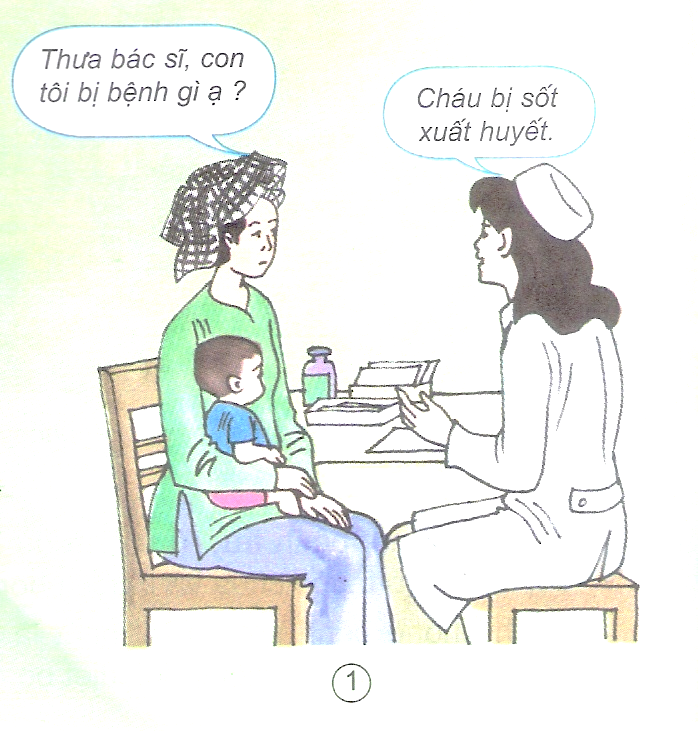 Thưa bác sĩ, con
tôi bị bệnh gì ạ ?
Cháu bị sốt
xuất huyết.
1